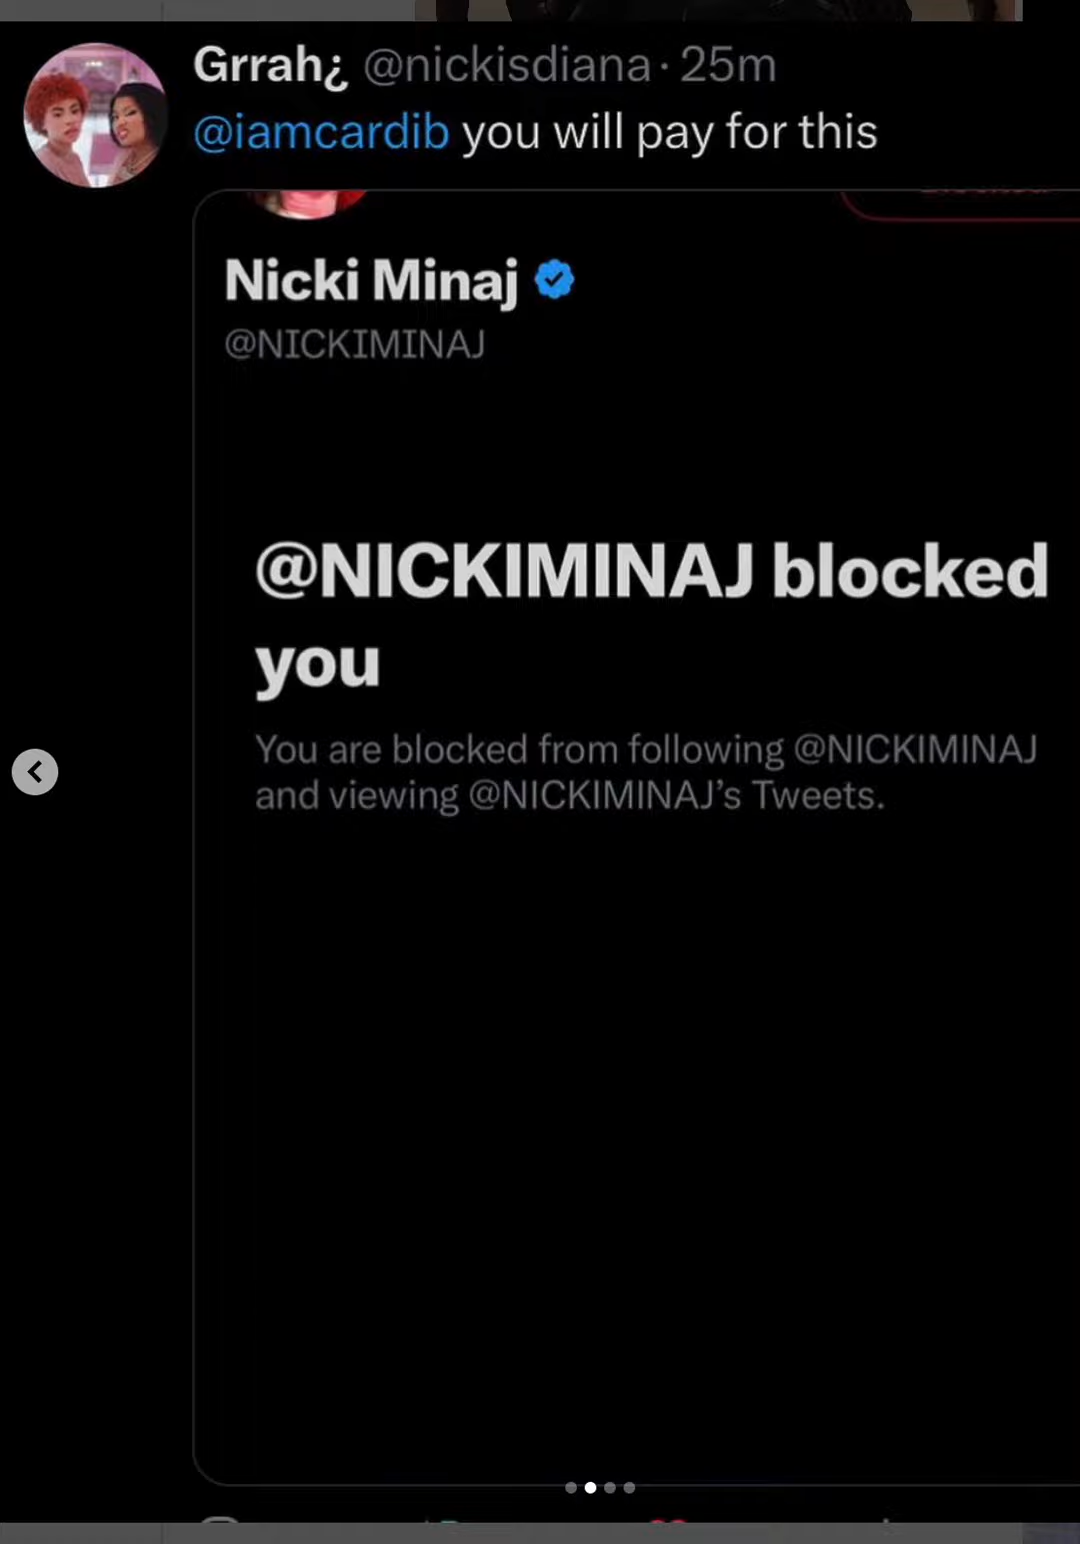 Grrah¿ @nickisdiana · 25m
@iamcardib you will pay for this
Nicki Minaj
@NICKIMINAJ
@NICKIMINAJ blocked
you
You are blocked from following @NICKIMINAJ
and viewing @NICKIMINAJ’s Tweets.